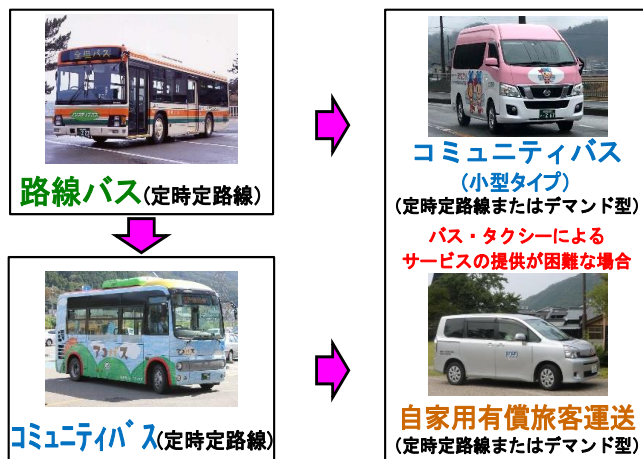 路線バス(定時定路線)
コミュニティバス(定時定路線)
コミュニティバス
(小型タイプ)
(定時定路線またはデマンド型)
バス・タクシーによる
サービスの提供が困難な場合
自家用有償旅客運送
(定時定路線またはデマンド型)